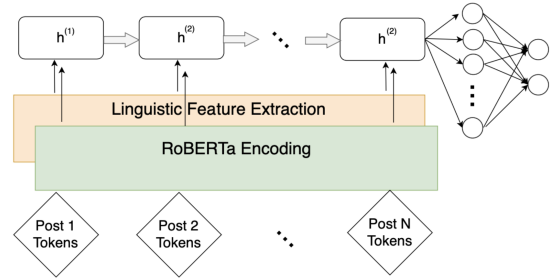 h(1)
h(2)
h(2)
Linguistic Feature Extraction
RoBERTa Encoding
Post 1
Tokens
Post 2
Tokens
Post N
Tokens